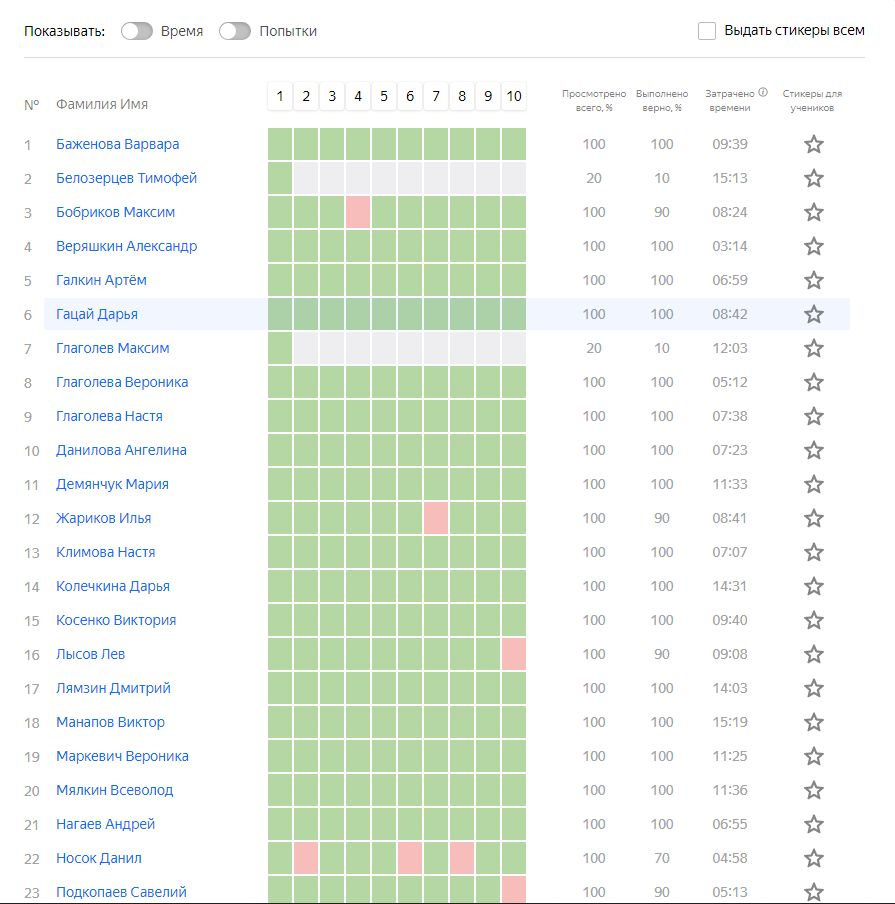 Показывать: Время Попытки Выдать стикеры всем
№ Фамилия Имя 1 2 3 4 5 6 7 8 9 10 Просмотрено всего, % Выполнено верно, % Затрачено времени Стикеры для учеников
1 Баженова Варвара 100 100 09:39
2 Белозерцев Тимофей 20 10 15:13
3 Бобриков Максим 100 90 08:24
4 Веряшкин Александр 100 100 03:14
5 Галкин Артём 100 100 06:59
6 Гацай Дарья 100 100 08:42
7 Глаголев Максим 20 10 12:03
8 Глаголева Вероника 100 100 05:12
9 Глаголева Настя 100 100 07:38
10 Данилова Ангелина 100 100 07:23
11 Демянчук Мария 100 100 11:33
12 Жариков Илья 100 90 08:41
13 Климова Настя 100 100 07:07
14 Колечкина Дарья 100 100 14:31
15 Косенко Виктория 100 100 09:40
16 Лысов Лев 100 90 09:08
17 Лямзин Дмитрий 100 100 14:03
18 Манапов Виктор 100 100 15:19
19 Маркевич Вероника 100 100 11:25
20 Мялкин Всеволод 100 100 11:36
21 Нагаев Андрей 100 100 06:55
22 Носок Данил 100 70 04:58
23 Подкопаев Савелий 100 90 05:13